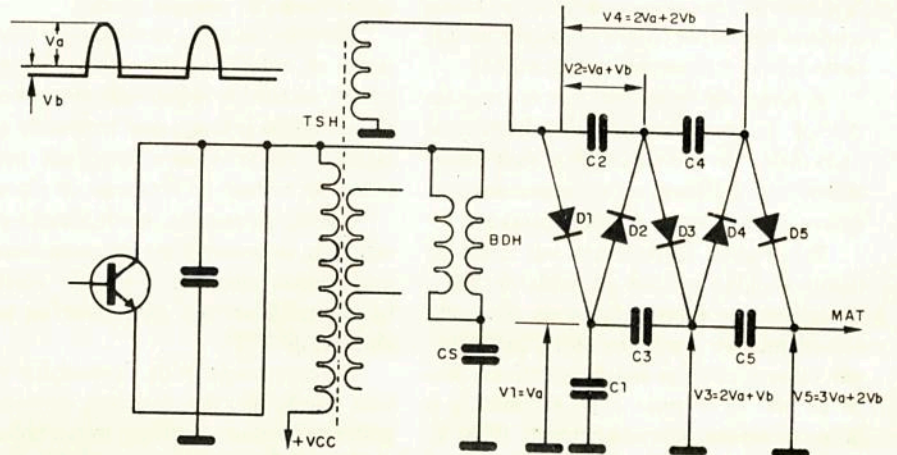 Va
Vb
TSH
+VCC
BDH
CS
V4=2Va+2Vb
V2=Va+Vb
C2
C4
D1
D2
D3
D4
D5
MAT
C3
C5
C1
V1=Va
V3=2Va+Vb
V5=3Va+2Vb